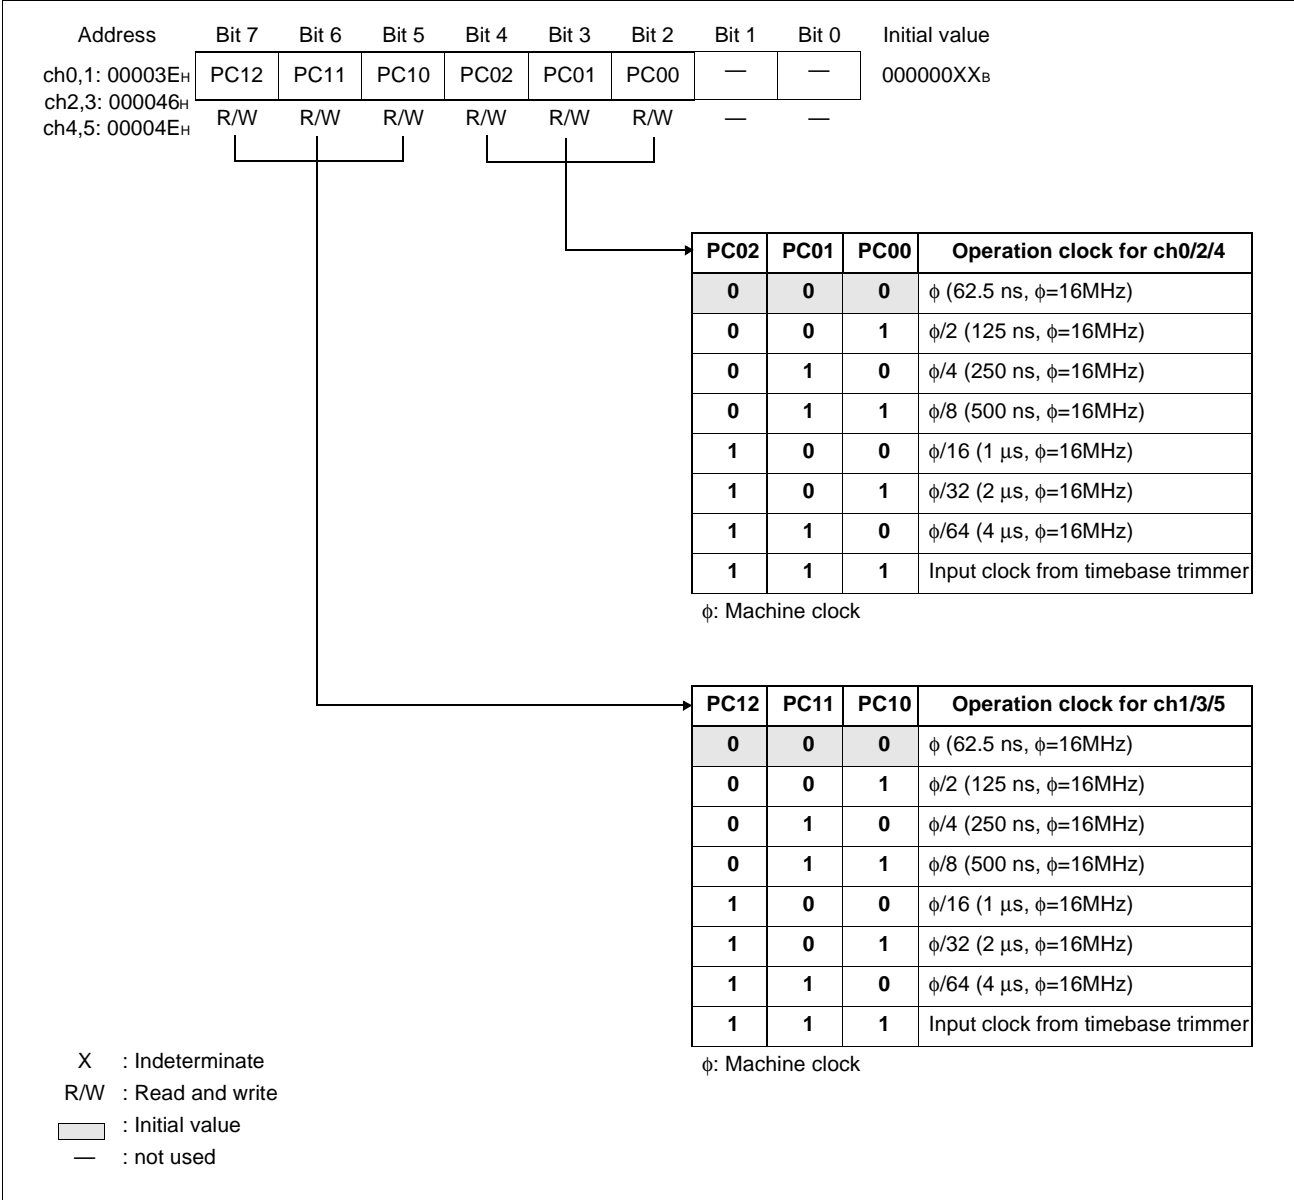 Address Bit 7 Bit 6 Bit 5 Bit 4 Bit 3 Bit 2 Bit 1 Bit 0 Initial value
ch0,1: 00003EH PC12 PC11 PC10 PC02 PC01 PC00 — — 000000XXB
ch2,3: 000046H
ch4,5: 00004EH R/W R/W R/W R/W R/W R/W — —
PC02 PC01 PC00 Operation clock for ch0/2/4
0 0 0 ϕ (62.5 ns, ϕ=16MHz)
0 0 1 ϕ/2 (125 ns, ϕ=16MHz)
0 1 0 ϕ/4 (250 ns, ϕ=16MHz)
0 1 1 ϕ/8 (500 ns, ϕ=16MHz)
1 0 0 ϕ/16 (1 μs, ϕ=16MHz)
1 0 1 ϕ/32 (2 μs, ϕ=16MHz)
1 1 0 ϕ/64 (4 μs, ϕ=16MHz)
1 1 1 Input clock from timebase trimmer
ϕ: Machine clock
PC12 PC11 PC10 Operation clock for ch1/3/5
0 0 0 ϕ (62.5 ns, ϕ=16MHz)
0 0 1 ϕ/2 (125 ns, ϕ=16MHz)
0 1 0 ϕ/4 (250 ns, ϕ=16MHz)
0 1 1 ϕ/8 (500 ns, ϕ=16MHz)
1 0 0 ϕ/16 (1 μs, ϕ=16MHz)
1 0 1 ϕ/32 (2 μs, ϕ=16MHz)
1 1 0 ϕ/64 (4 μs, ϕ=16MHz)
1 1 1 Input clock from timebase trimmer
ϕ: Machine clock
X : Indeterminate
R/W : Read and write
: Initial value
— : not used